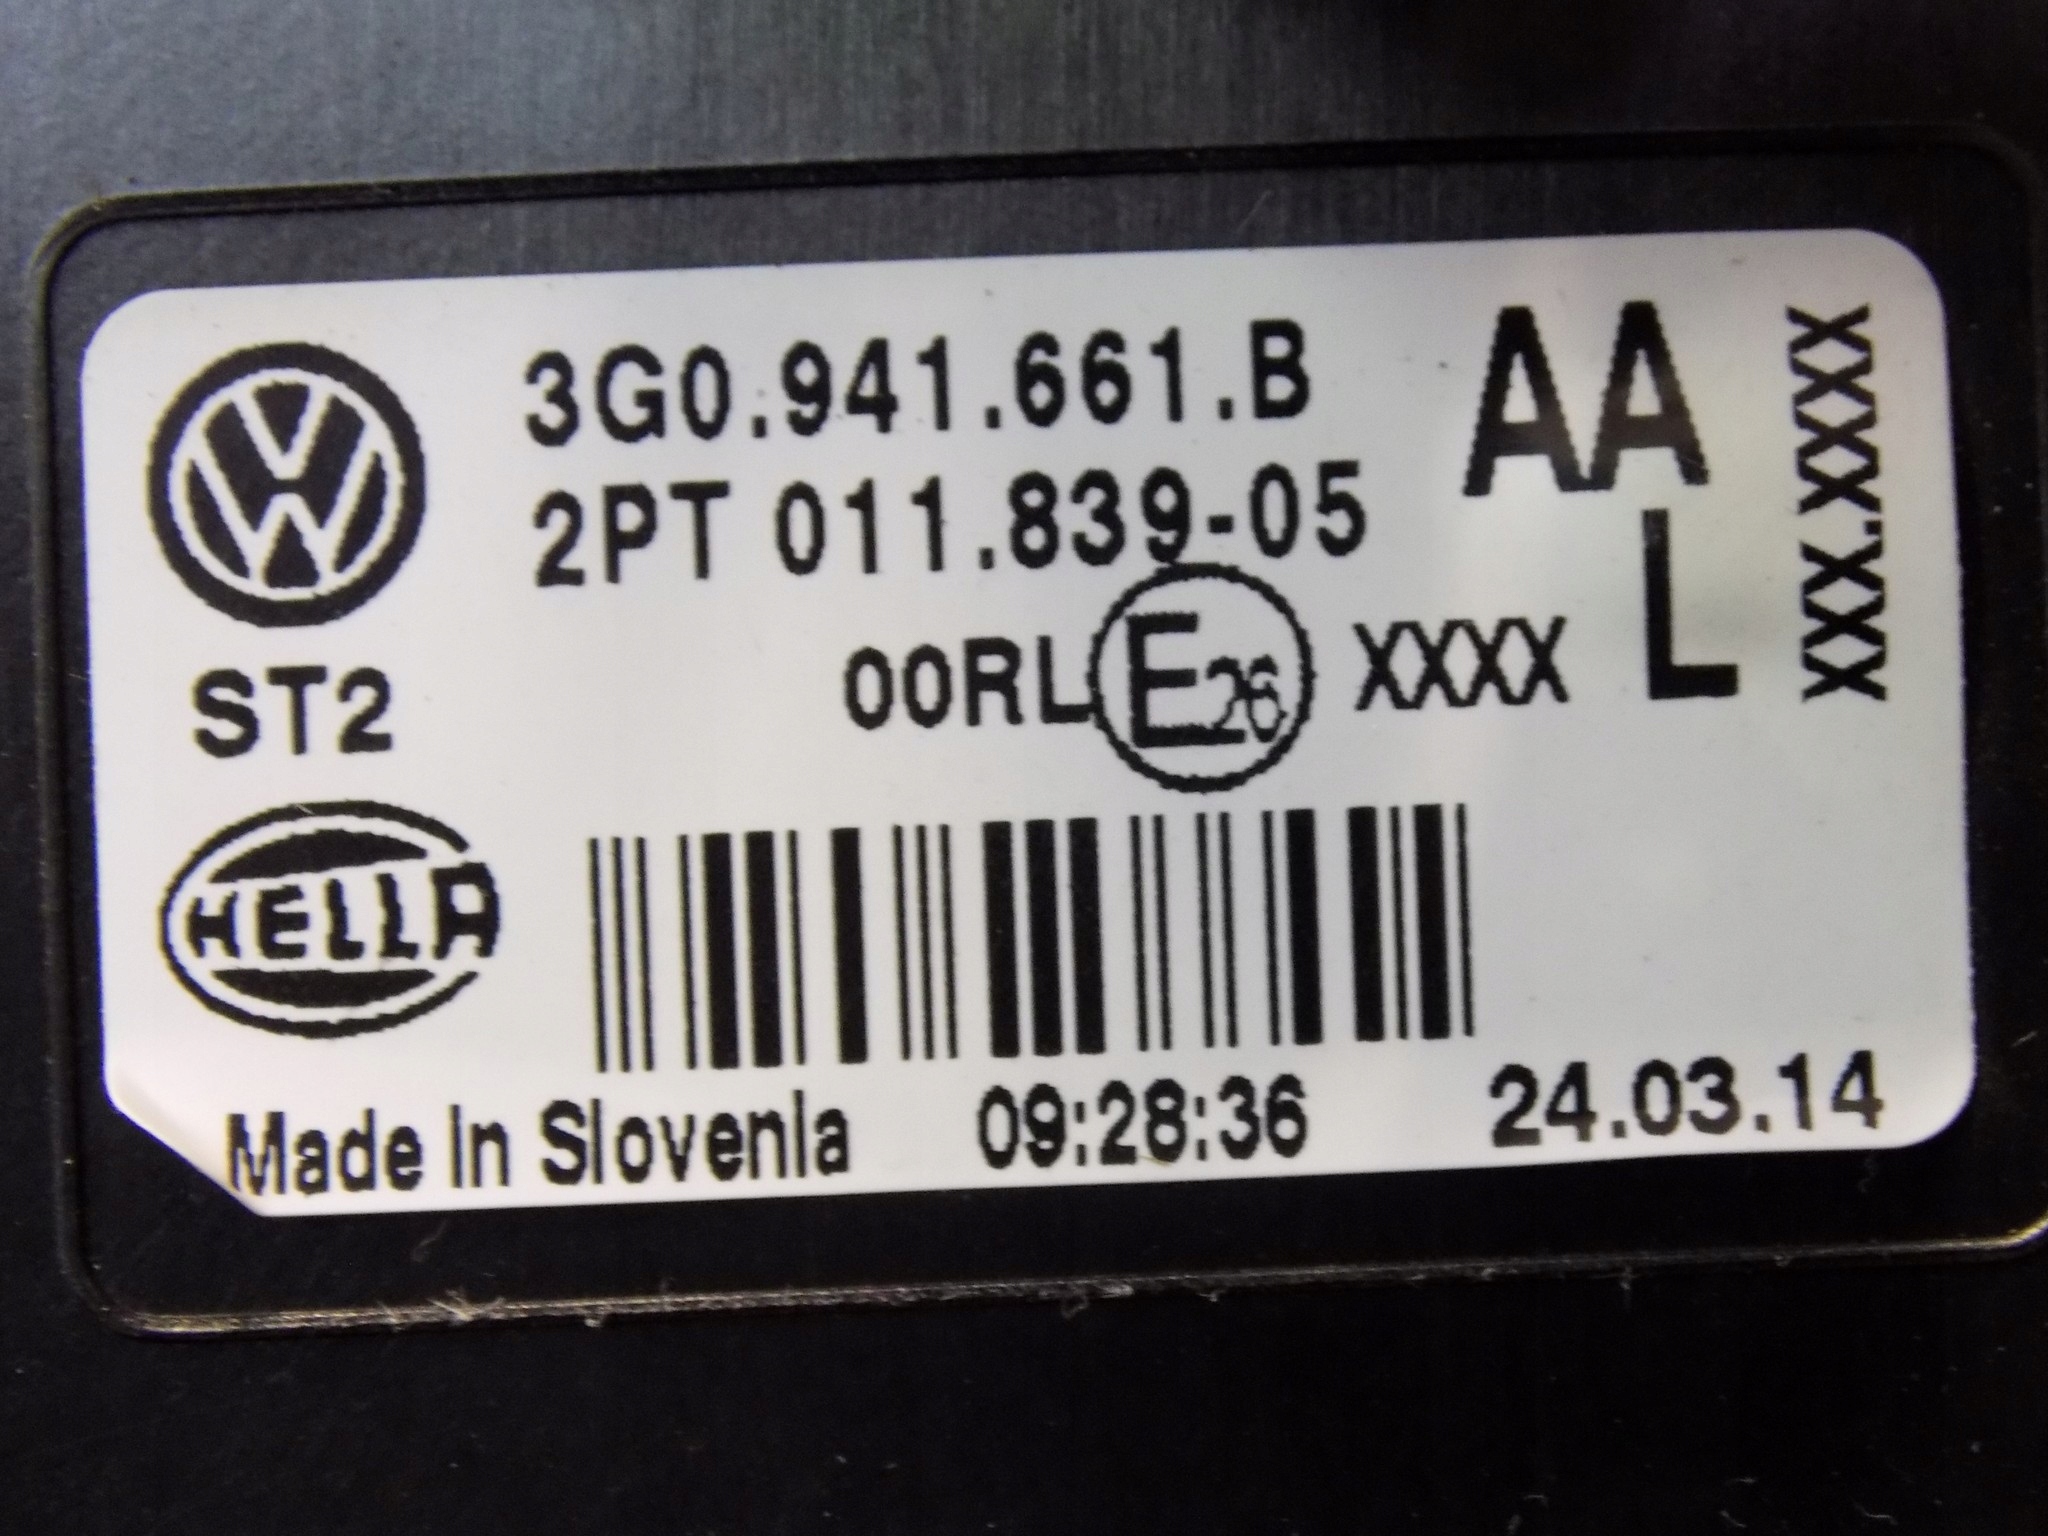 3G0.941.661.B
AA
2PT 011.839-05
L
XXX.XXXX
ST2
00RL E26 XXXX
HELLA
Made In Slovenia 09:28:36 24.03.14